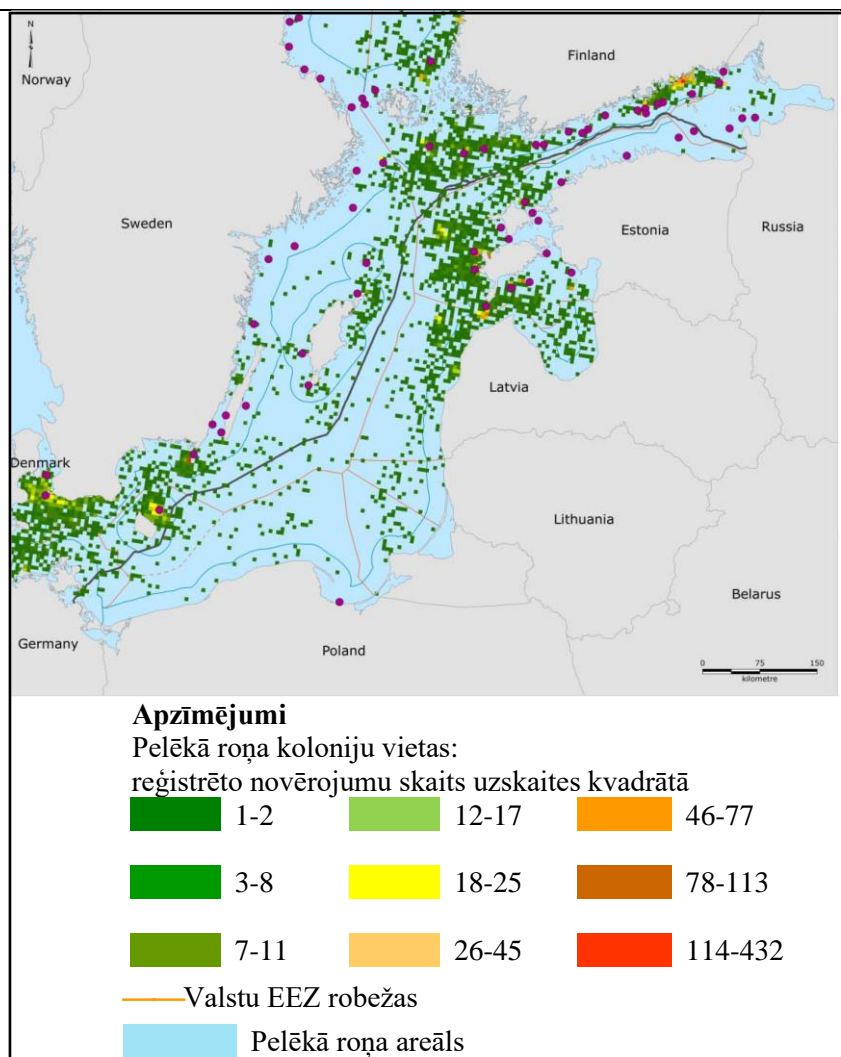 N
Norway
Finland
Sweden
Estonia
Russia
Latvia
Denmark
Lithuania
Belarus
Germany
Poland
0 75 150
kilometre
Apzīmējumi
Pelēkā roņa koloniju vietas:
reģistrēto novērojumu skaits uzskaites kvadrātā
1-2 12-17 46-77
3-8 18-25 78-113
7-11 26-45 114-432
Valstu EEZ robežas
Pelēkā roņa areāls